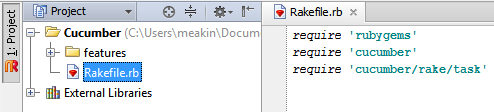 1: Project
Project
Cucumber (C:\Users\meakin\Docum
features
Rakefile.rb
External Libraries
Rakefile.rb
require 'rubygems'
require 'cucumber'
require 'cucumber/rake/task'